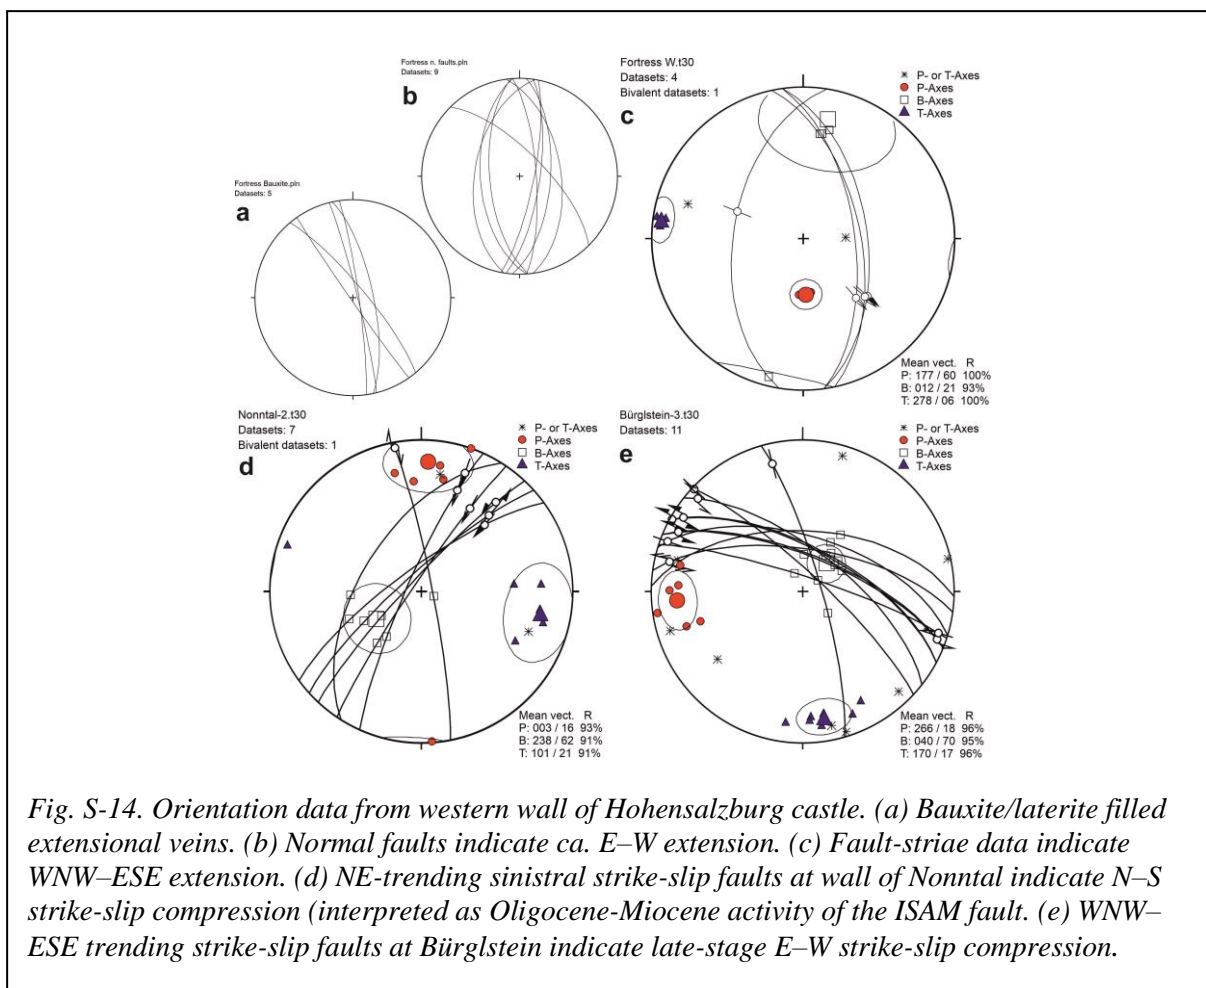 Fortress Bauxite.pln
Datasets: 5
a
Fortress n. faults.pln
Datasets: 9
b
Fortress W.t30
Datasets: 4
Bivalent datasets: 1
c
P- or T-Axes
P-Axes
B-Axes
T-Axes
Mean vect. R
P: 177 / 60 100%
B: 012 / 21 93%
T: 278 / 06 100%
Nonntal-2.t30
Datasets: 7
Bivalent datasets: 1
d
P- or T-Axes
P-Axes
B-Axes
T-Axes
Mean vect. R
P: 003 / 16 93%
B: 238 / 62 91%
T: 101 / 21 91%
Bürglstein-3.t30
Datasets: 11
e
P- or T-Axes
P-Axes
B-Axes
T-Axes
Mean vect. R
P: 266 / 18 96%
B: 040 / 70 95%
T: 170 / 17 96%
Fig. S-14. Orientation data from western wall of Hohensalzburg castle. (a) Bauxite/laterite filled
extensional veins. (b) Normal faults indicate ca. E–W extension. (c) Fault-striae data indicate
WNW–ESE extension. (d) NE-trending sinistral strike-slip faults at wall of Nonntal indicate N–S
strike-slip compression (interpreted as Oligocene-Miocene activity of the ISAM fault. (e) WNW–
ESE trending strike-slip faults at Bürglstein indicate late-stage E–W strike-slip compression.